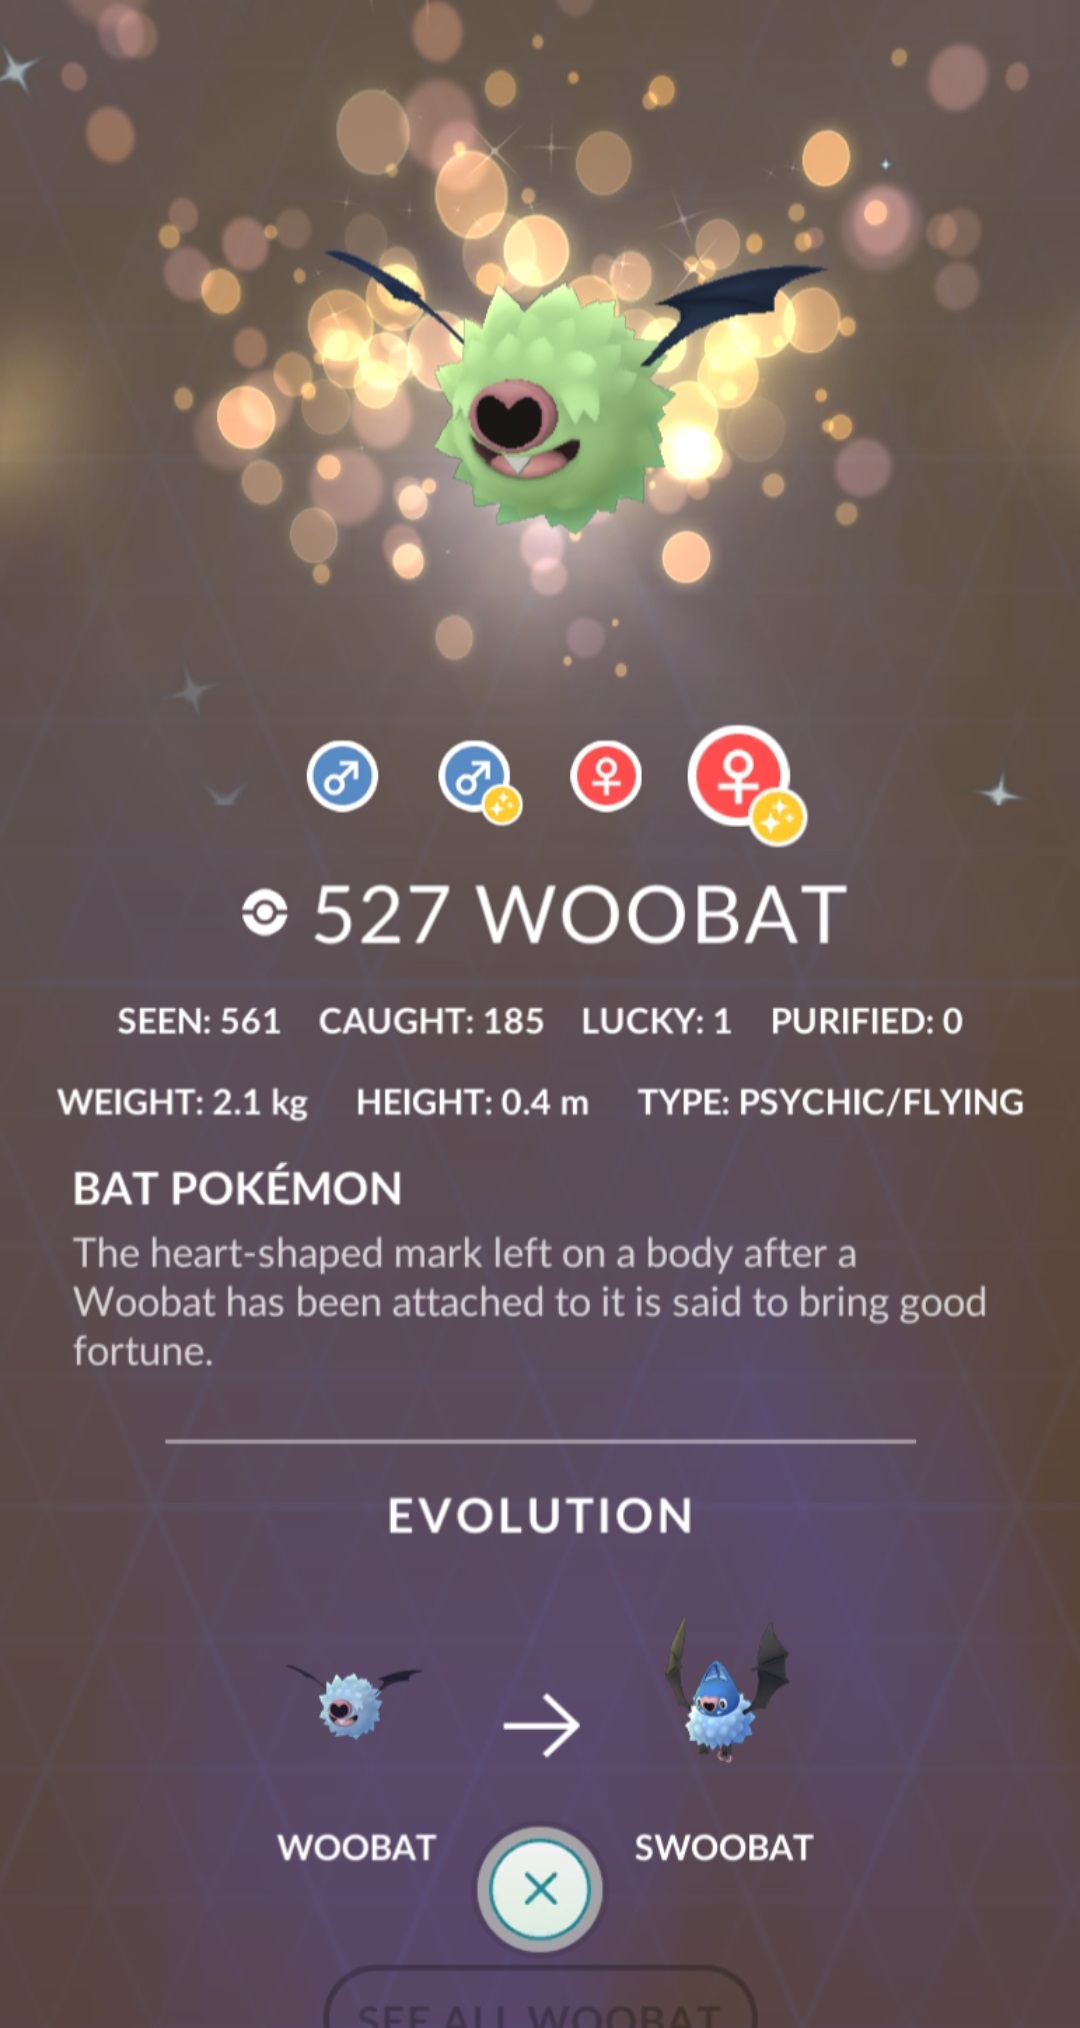 527 WOOBAT
SEEN: 561 CAUGHT: 185 LUCKY: 1 PURIFIED: 0
WEIGHT: 2.1 kg HEIGHT: 0.4 m TYPE: PSYCHIC/FLYING
BAT POKÉMON
The heart-shaped mark left on a body after a
Woobat has been attached to it is said to bring good
fortune.
EVOLUTION
WOOBAT SWOOBAT
SEE ALL WOOBAT